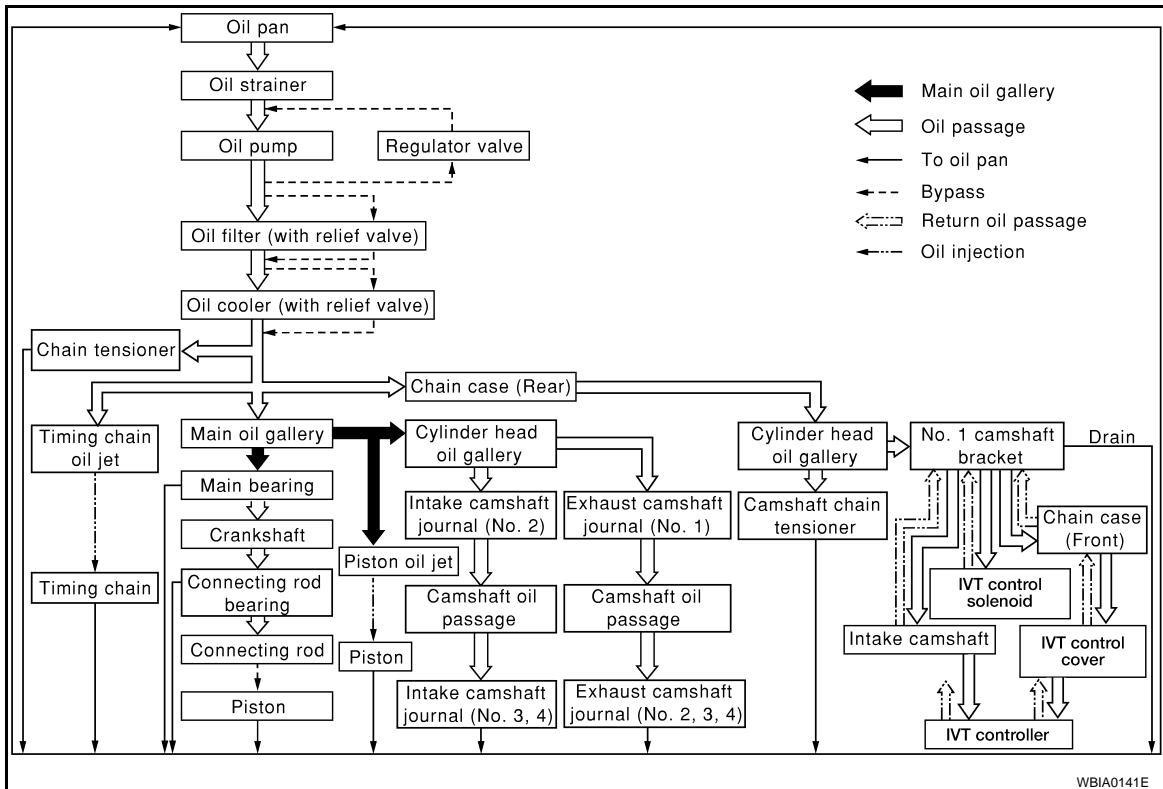 Oil pan
Oil strainer
Oil pump
Regulator valve
Oil filter (with relief valve)
Oil cooler (with relief valve)
Main oil gallery
Oil passage
To oil pan
Bypass
Return oil passage
Oil injection
Chain tensioner
Chain case (Rear)
Timing chain
oil jet
Main oil gallery
Cylinder head
oil gallery
Cylinder head
oil gallery
No. 1 camshaft
bracket
Drain
Main bearing
Intake camshaft
journal (No. 2)
Exhaust camshaft
journal (No. 1)
Camshaft chain
tensioner
Chain case
(Front)
Crankshaft
Piston oil jet
Timing chain
Connecting rod
bearing
Camshaft oil
passage
Camshaft oil
passage
IVT control
solenoid
Intake camshaft
IVT control
cover
Connecting rod
Piston
Piston
Intake camshaft
journal (No. 3, 4)
Exhaust camshaft
journal (No. 2, 3, 4)
IVT controller
WBIA0141E